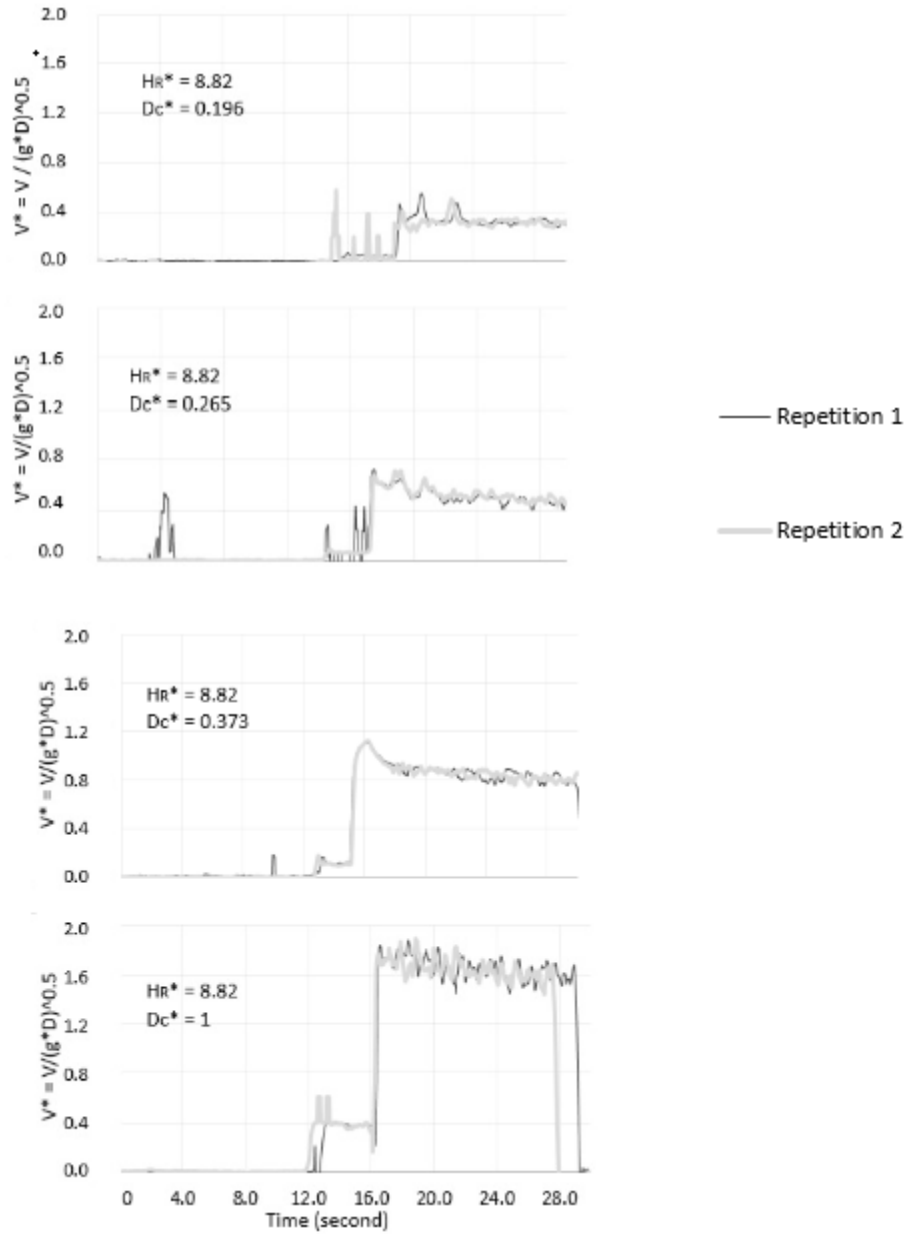 2.0
1.6
1.2
0.8
0.4
0.0
V* = V / (g*D)^0.5
HR* = 8.82
Dc* = 0.196
2.0
1.6
1.2
0.8
0.4
0.0
V* = V/(g*D)^0.5
HR* = 8.82
Dc* = 0.265
Repetition 1
Repetition 2
2.0
1.6
1.2
0.8
0.4
0.0
V* = V/(g*D)^0.5
HR* = 8.82
Dc* = 0.373
2.0
1.6
1.2
0.8
0.4
0.0
V* = V/(g*D)^0.5
HR* = 8.82
Dc* = 1
0 4.0 8.0 12.0 16.0 20.0 24.0 28.0
Time (second)